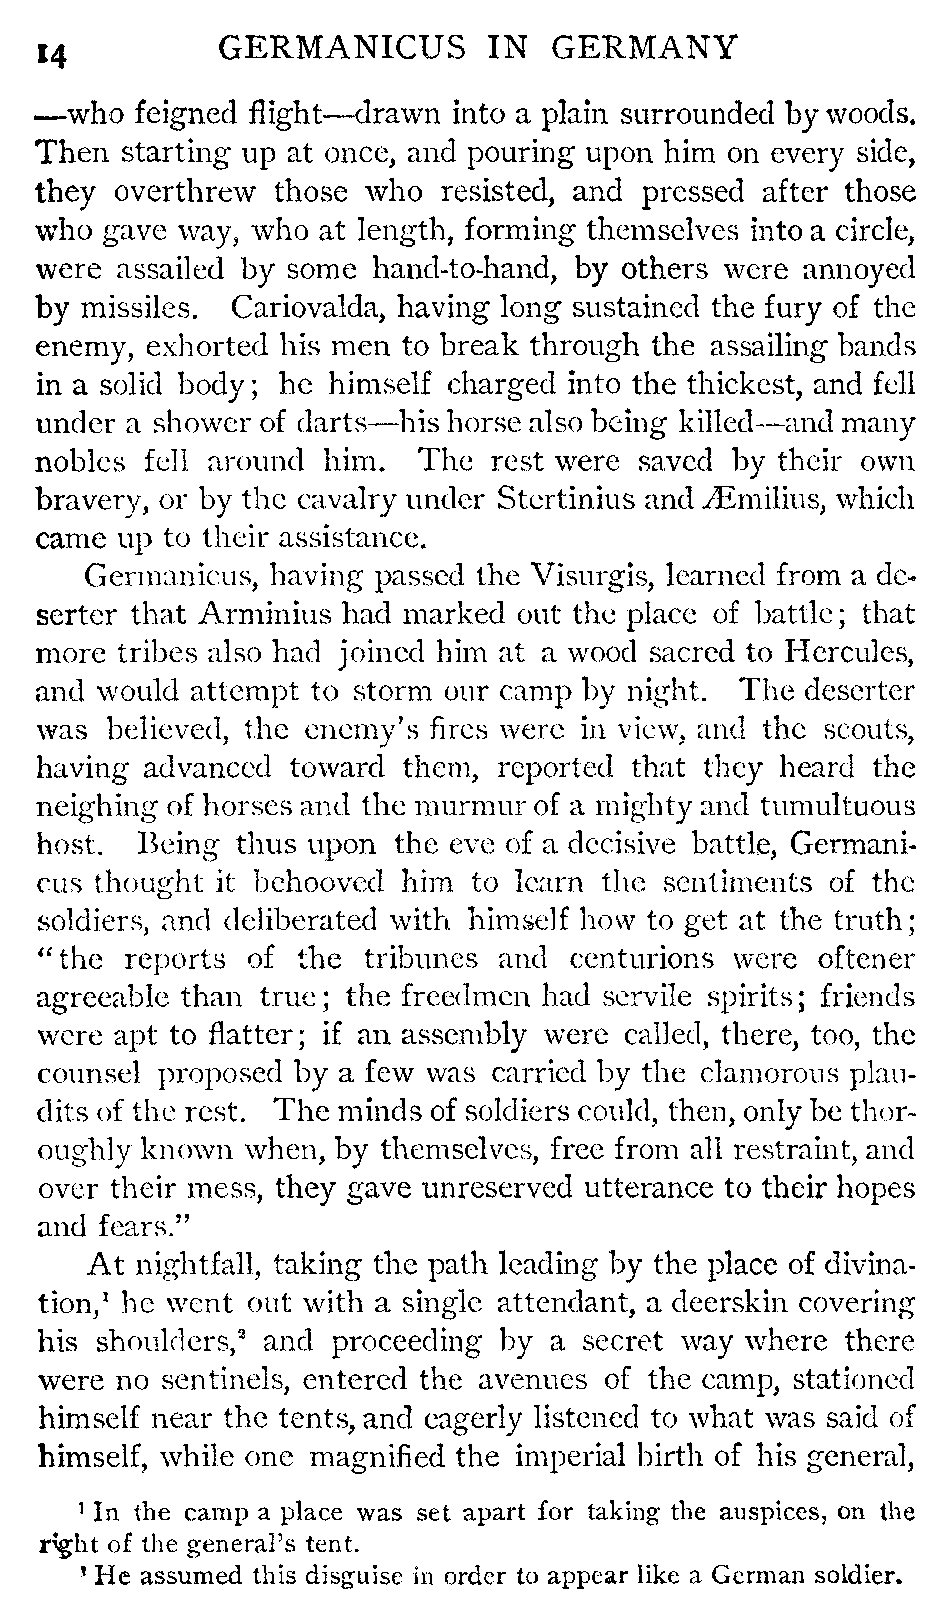 14 GERMANICUS IN GERMANY
—who feigned flight—drawn into a plain surrounded by woods.
Then starting up at once, and pouring upon him on every side,
they overthrew those who resisted, and pressed after those
who gave way, who at length, forming themselves into a circle,
were assailed by some hand-to-hand, by others were annoyed
by missiles. Cariovalda, having long sustained the fury of the
enemy, exhorted his men to break through the assailing bands
in a solid body; he himself charged into the thickest, and fell
under a shower of darts—his horse also being killed—and many
nobles fell around him. The rest were saved by their own
bravery, or by the cavalry under Stertinius and Æmilius, which
came up to their assistance.
Germanicus, having passed the Visurgis, learned from a de-
serter that Arminius had marked out the place of battle; that
more tribes also had joined him at a wood sacred to Hercules,
and would attempt to storm our camp by night. The deserter
was believed, the enemy's fires were in view, and the scouts,
having advanced toward them, reported that they heard the
neighing of horses and the murmur of a mighty and tumultuous
host. Being thus upon the eve of a decisive battle, Germani-
cus thought it behooved him to learn the sentiments of the
soldiers, and deliberated with himself how to get at the truth;
"the reports of the tribunes and centurions were oftener
agreeable than true; the freedmen had servile spirits; friends
were apt to flatter; if an assembly were called, there, too, the
counsel proposed by a few was carried by the clamorous plau-
dits of the rest. The minds of soldiers could, then, only be thor-
oughly known when, by themselves, free from all restraint, and
over their mess, they gave unreserved utterance to their hopes
and fears."
At nightfall, taking the path leading by the place of divina-
tion,¹ he went out with a single attendant, a deerskin covering
his shoulders,² and proceeding by a secret way where there
were no sentinels, entered the avenues of the camp, stationed
himself near the tents, and eagerly listened to what was said of
himself, while one magnified the imperial birth of his general,
¹ In the camp a place was set apart for taking the auspices, on the
right of the general's tent.
² He assumed this disguise in order to appear like a German soldier.